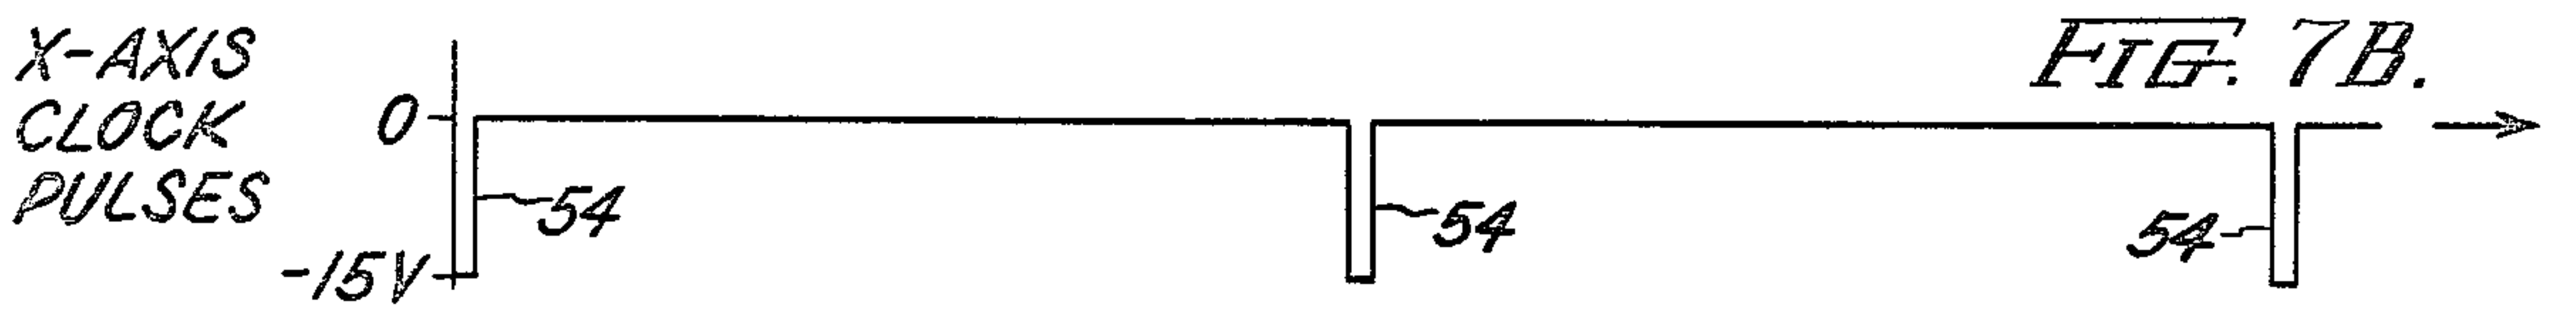 X-AXIS
CLOCK
PULSES
FIG. 7B.
0
-15V
54
54
54